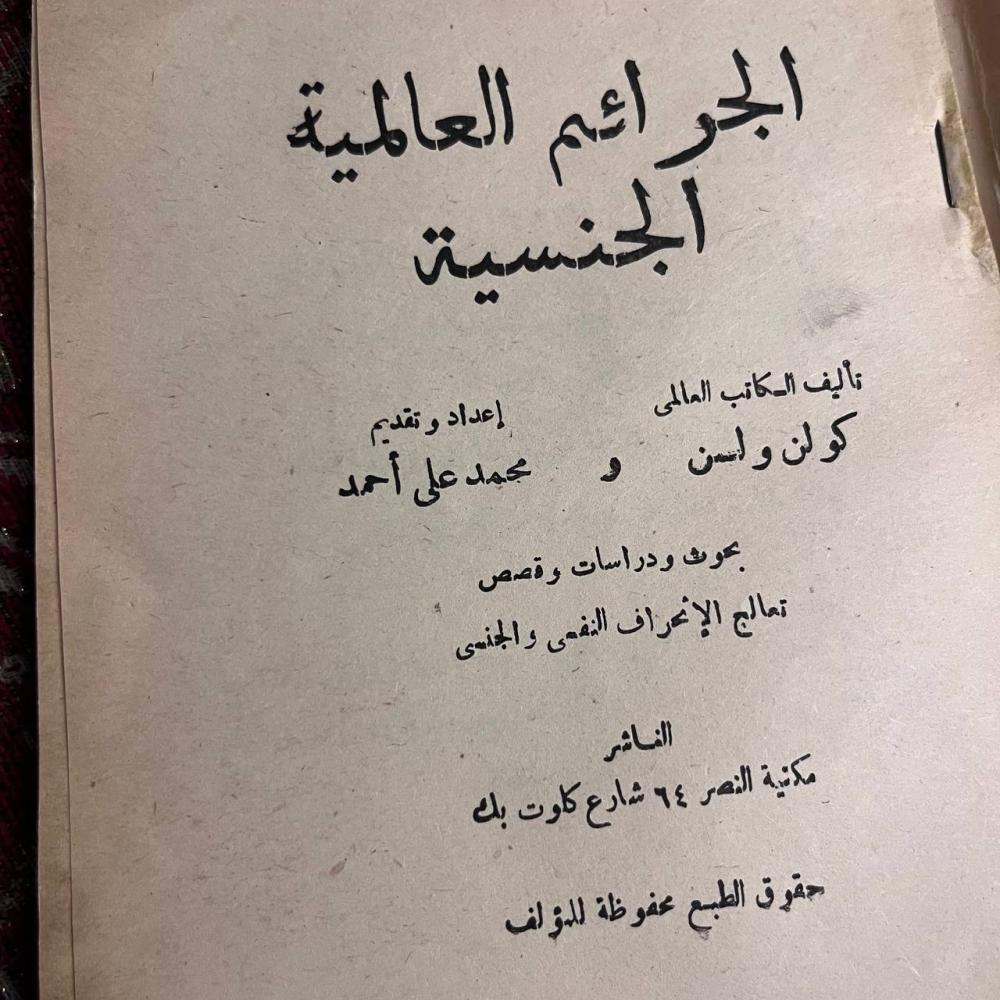 الجرائم العالمية
الجنسية
تأليف الكاتب العالمى
إعداد وتقديم
كولن ولسن و محمد على أحمد
بحوث ودراسات وقصص
تعالج الإنحراف النفسى والجنسى
الناشر
مكتبة النصر ٦٤ شارع كلوت بك
حقوق الطبع محفوظة للمؤلف